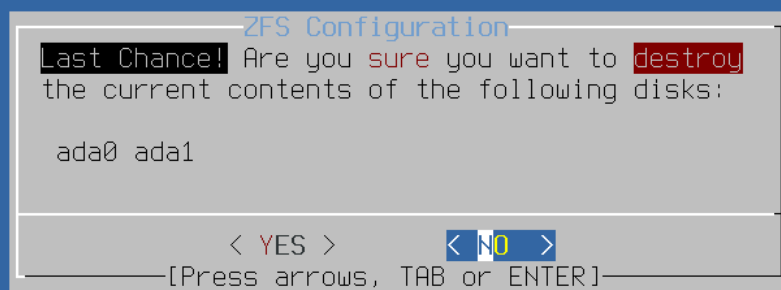 ZFS Configuration
Last Chance! Are you sure you want to destroy
the current contents of the following disks:
ada0 ada1
< YES > < NO >
[Press arrows, TAB or ENTER]